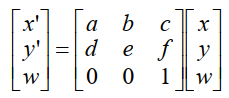 x' a b c x
y' = d e f y
w 0 0 1 w